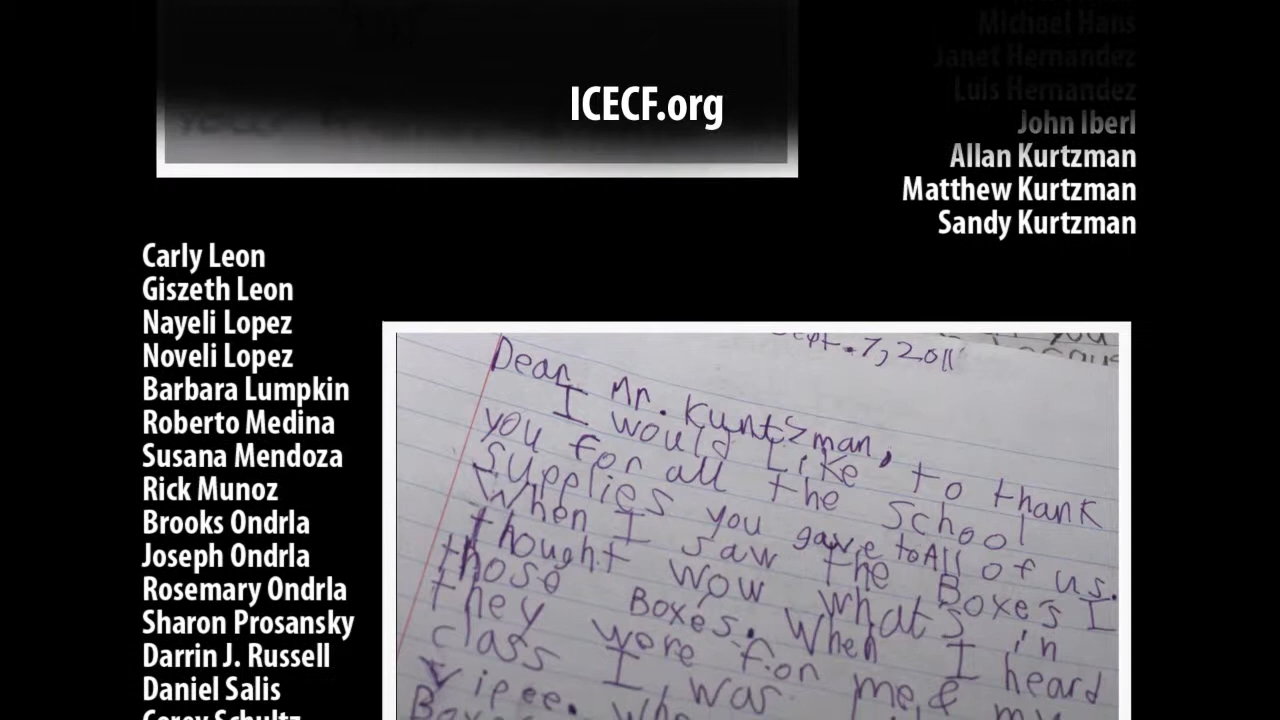 ICECF.org
Michael Hans
Janet Hernandez
Luis Hernandez
John Iberl
Allan Kurtzman
Matthew Kurtzman
Sandy Kurtzman
Carly Leon
Giszeth Leon
Nayeli Lopez
Noveli Lopez
Barbara Lumpkin
Roberto Medina
Susana Mendoza
Rick Munoz
Brooks Ondrla
Joseph Ondrla
Rosemary Ondrla
Sharon Prosansky
Darrin J. Russell
Daniel Salis
Corey Schultz
Sept. 7, 2011
Dear Mr. Kuntzman,
I would Like to thank
you for all the School
Supplies you gave to All of us.
When I saw the Boxes I
thought wow what's in
those Boxes. When I heard
they were for me, & my
class I was
Yipee. Whe
Boxe